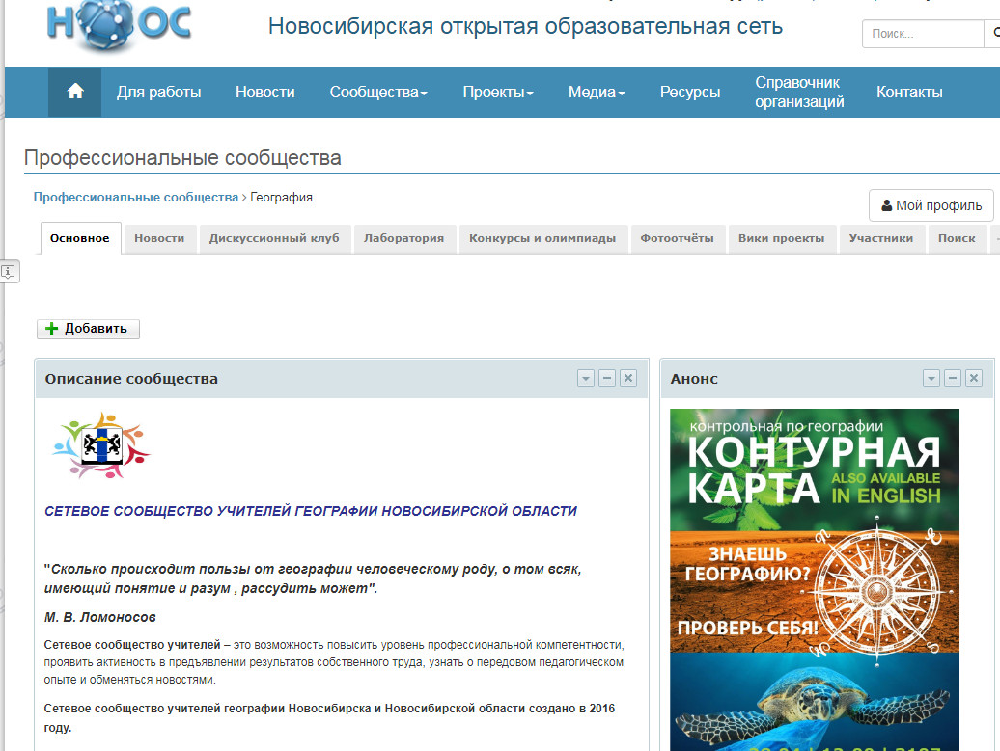 НООС
Новосибирская открытая образовательная сеть
Поиск...
Для работы
Новости
Сообщества
Проекты
Медиа
Ресурсы
Справочник
организаций
Контакты
Профессиональные сообщества
Профессиональные сообщества › География
Мой профиль
Основное
Новости
Дискуссионный клуб
Лаборатория
Конкурсы и олимпиады
Фотоотчёты
Вики проекты
Участники
Поиск
Добавить
Описание сообщества
СЕТЕВОЕ СООБЩЕСТВО УЧИТЕЛЕЙ ГЕОГРАФИИ НОВОСИБИРСКОЙ ОБЛАСТИ
"Сколько происходит пользы от географии человеческому роду, о том всяк,
имеющий понятие и разум , рассудить может".
М. В. Ломоносов
Сетевое сообщество учителей – это возможность повысить уровень профессиональной компетентности,
проявить активность в предъявлении результатов собственного труда, узнать о передовом педагогическом
опыте и обменяться новостями.
Сетевое сообщество учителей географии Новосибирска и Новосибирской области создано в 2016
году.
Анонс
контрольная по географии
КОНТУРНАЯ
КАРТА
ALSO AVAILABLE
IN ENGLISH
ЗНАЕШЬ
ГЕОГРАФИЮ?
ПРОВЕРЬ СЕБЯ!